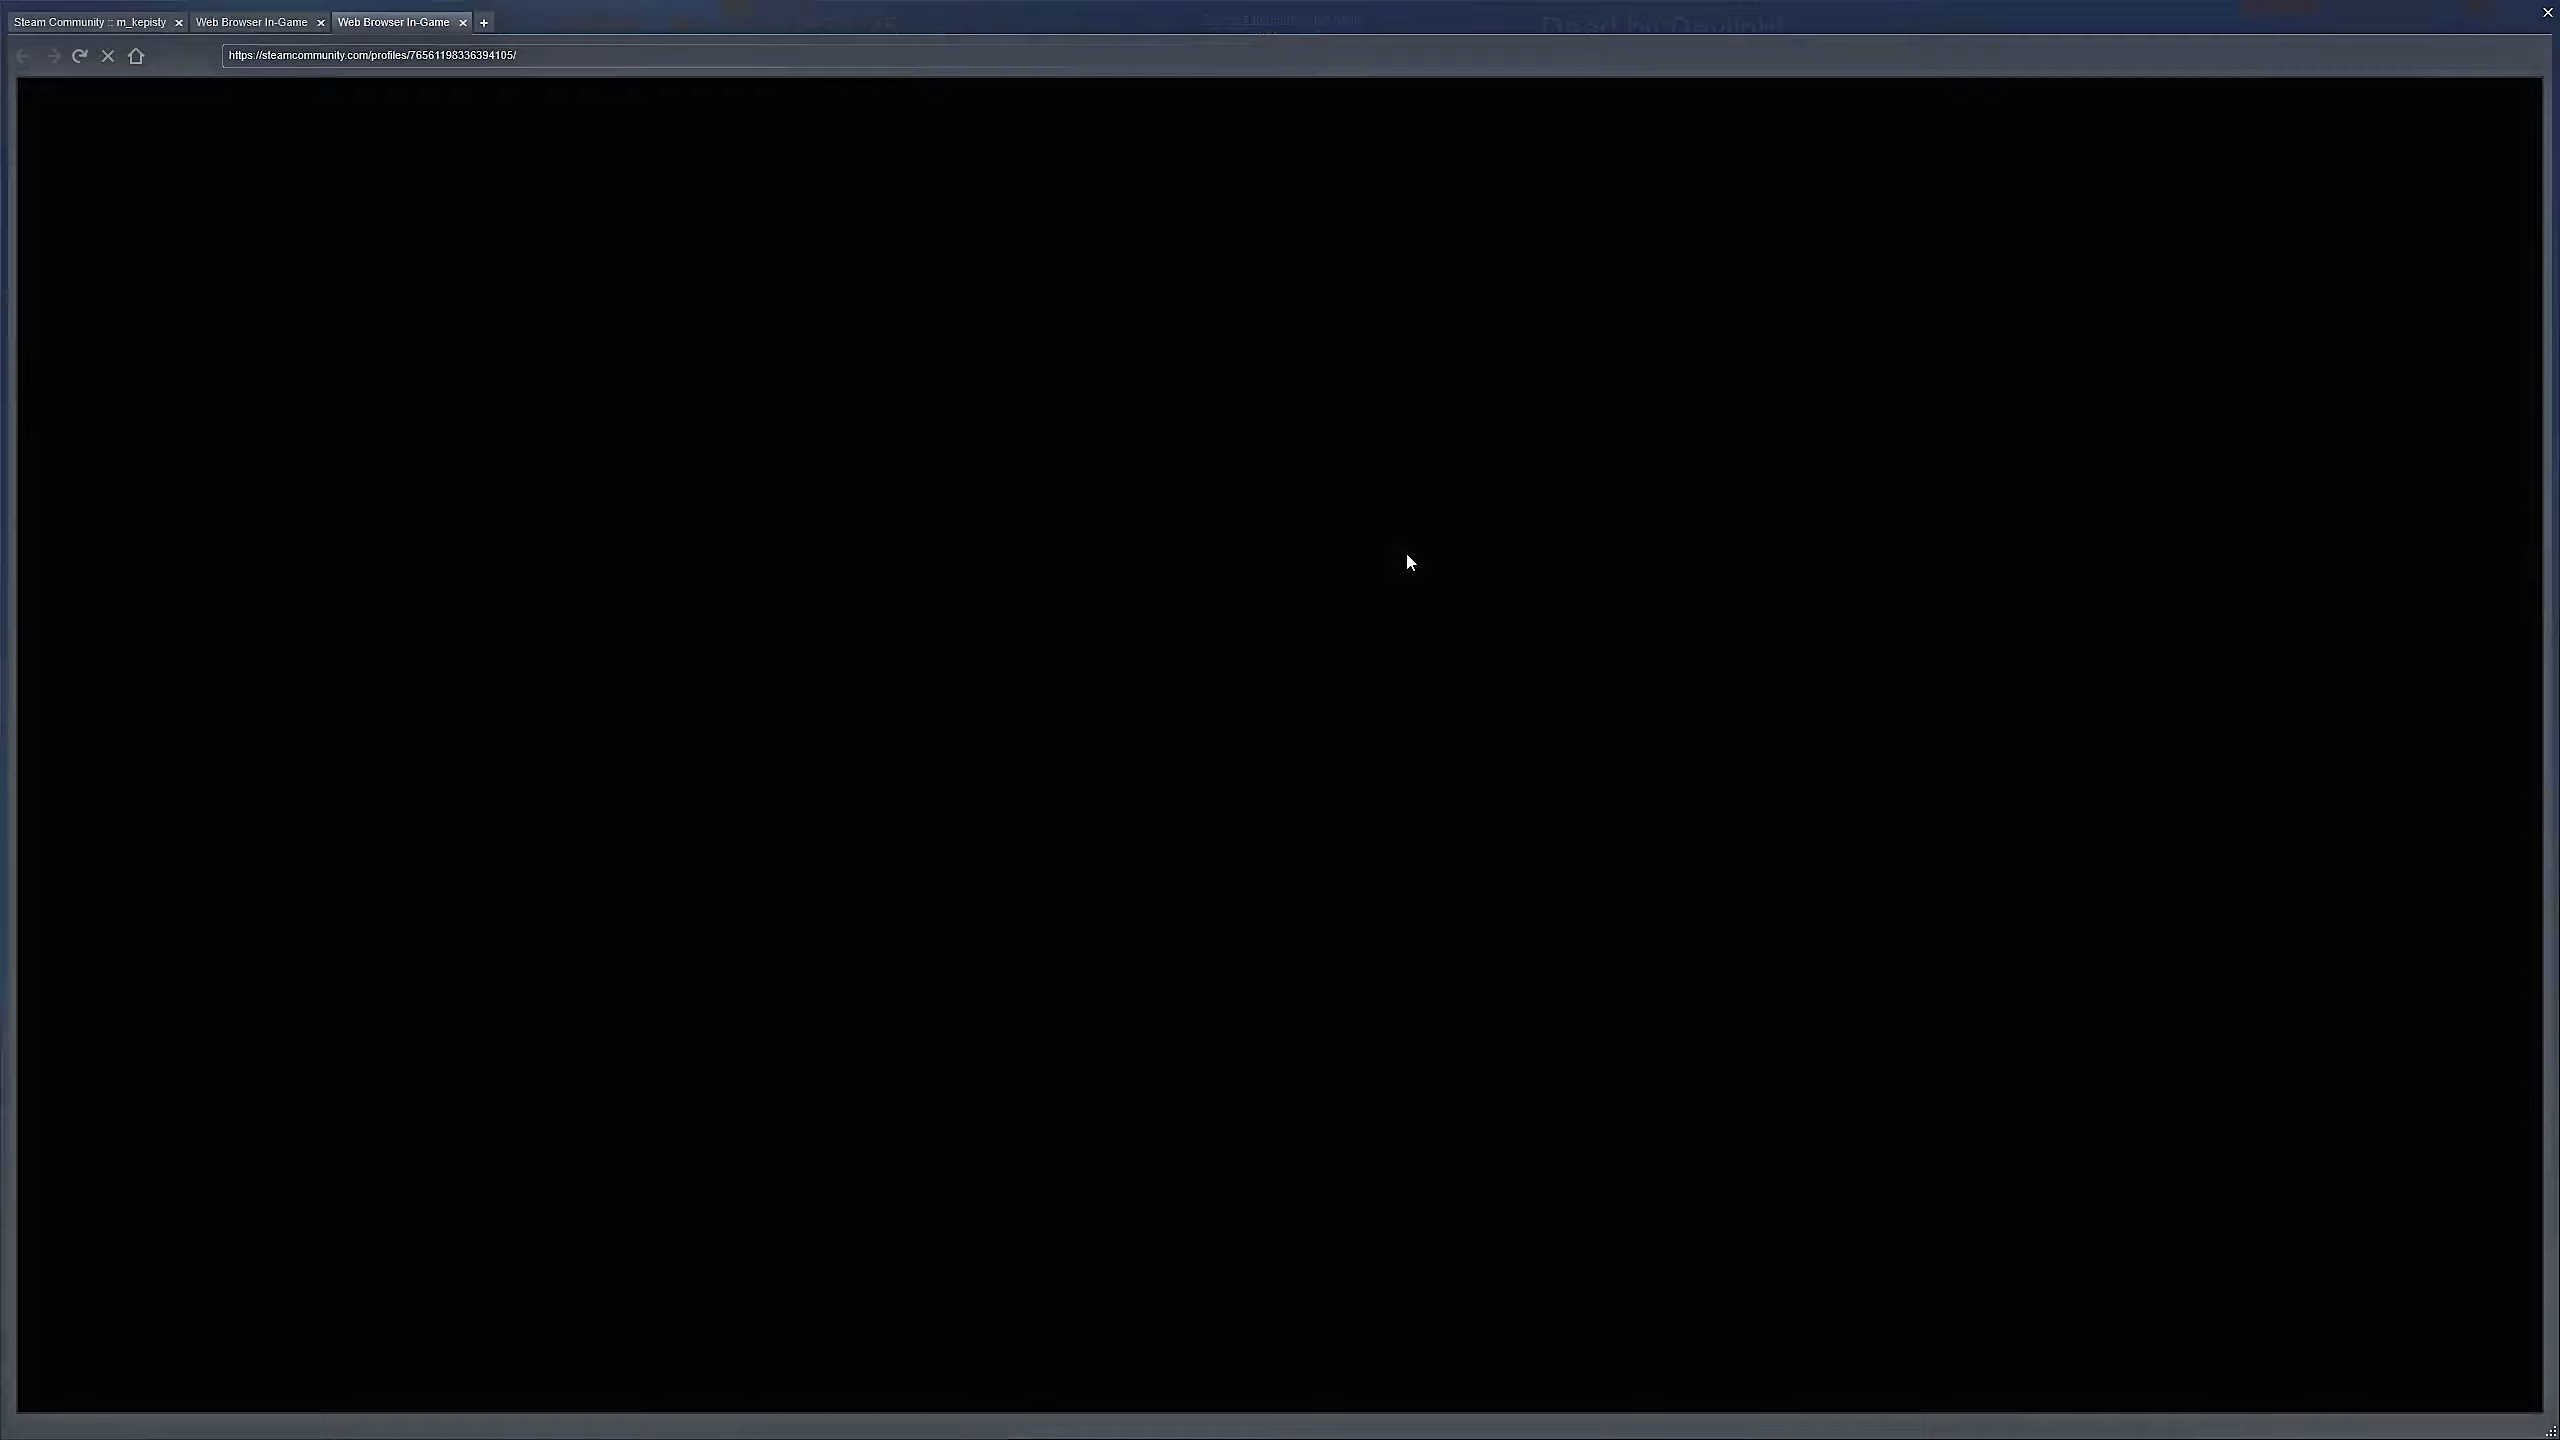 Steam Community :: m_kepisty
Web Browser In-Game
Web Browser In-Game
https://steamcommunity.com/profiles/76561198336394105/